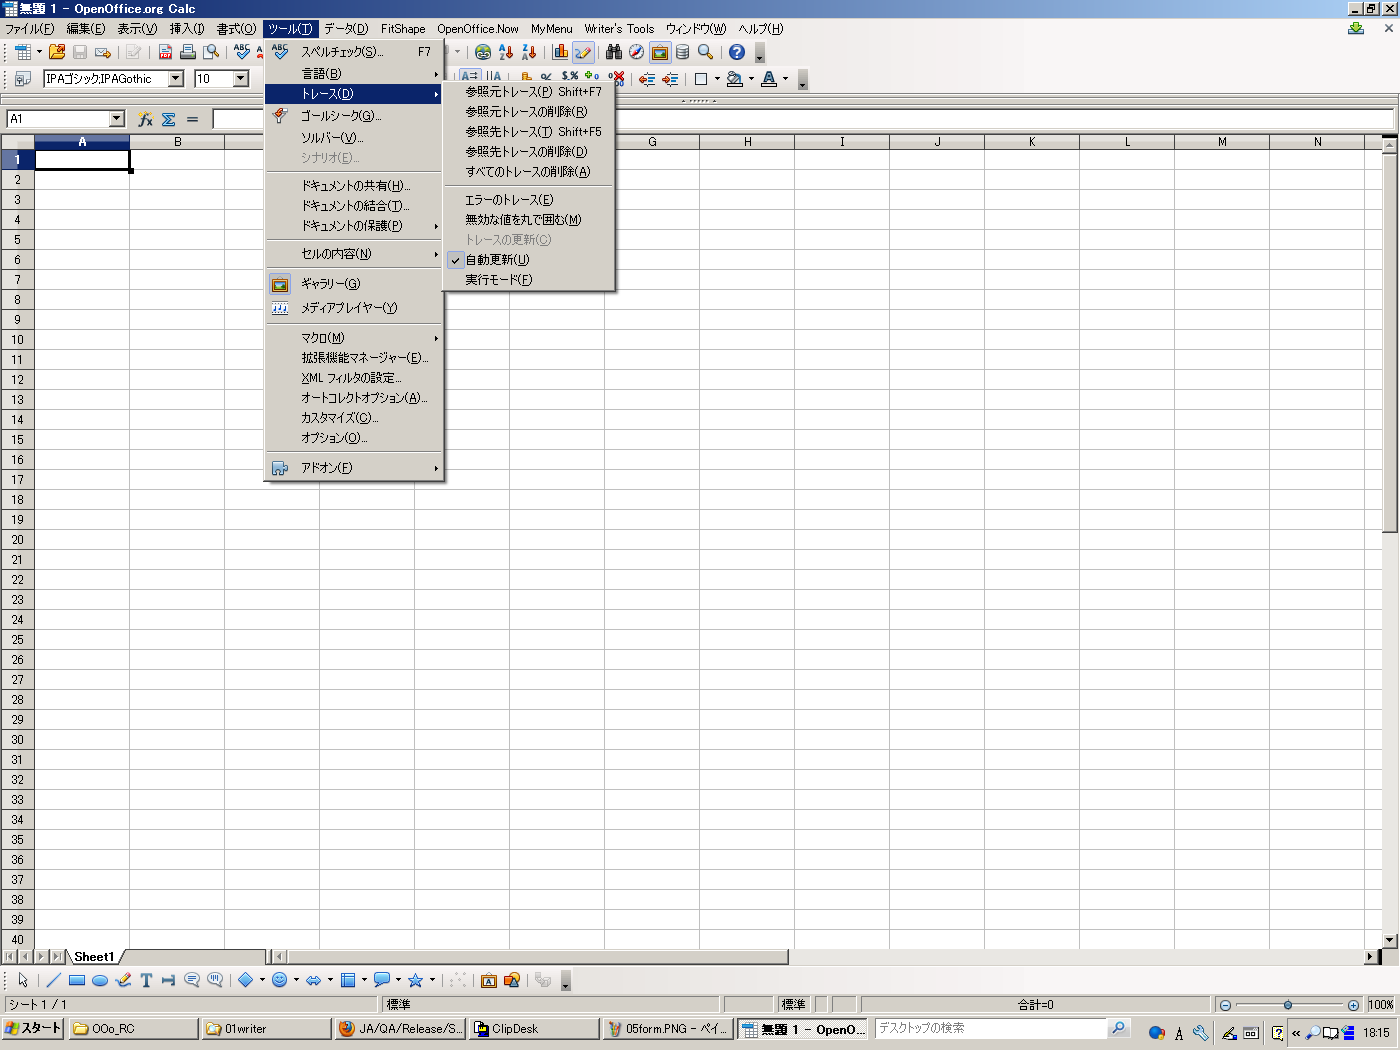 無題 1 - OpenOffice.org Calc
ファイル(F) 編集(E) 表示(V) 挿入(I) 書式(O) ツール(T) データ(D) FitShape OpenOffice.Now MyMenu Writer's Tools ウィンドウ(W) ヘルプ(H)
IPAゴシック;IPAGothic 10
A1
A B G H I J K L M N
スペルチェック(S)... F7
言語(B)
トレース(D)
ゴールシーク(G)...
ソルバー(V)...
シナリオ(E)...
ドキュメントの共有(H)...
ドキュメントの結合(T)...
ドキュメントの保護(P)
セルの内容(N)
ギャラリー(G)
メディアプレイヤー(Y)
マクロ(M)
拡張機能マネージャー(E)...
XML フィルタの設定...
オートコレクトオプション(A)...
カスタマイズ(C)...
オプション(O)...
アドオン(F)
参照元トレース(P) Shift+F7
参照元トレースの削除(R)
参照先トレース(T) Shift+F5
参照先トレースの削除(D)
すべてのトレースの削除(A)
エラーのトレース(E)
無効な値を丸で囲む(M)
トレースの更新(C)
自動更新(U)
実行モード(F)
1
2
3
4
5
6
7
8
9
10
11
12
13
14
15
16
17
18
19
20
21
22
23
24
25
26
27
28
29
30
31
32
33
34
35
36
37
38
39
40
Sheet1
シート 1 / 1 標準 標準 合計=0 100%
スタート OOo_RC 01writer JA/QA/Release/S... ClipDesk 05form.PNG - ペイ... 無題 1 - OpenO... デスクトップの検索 18:15